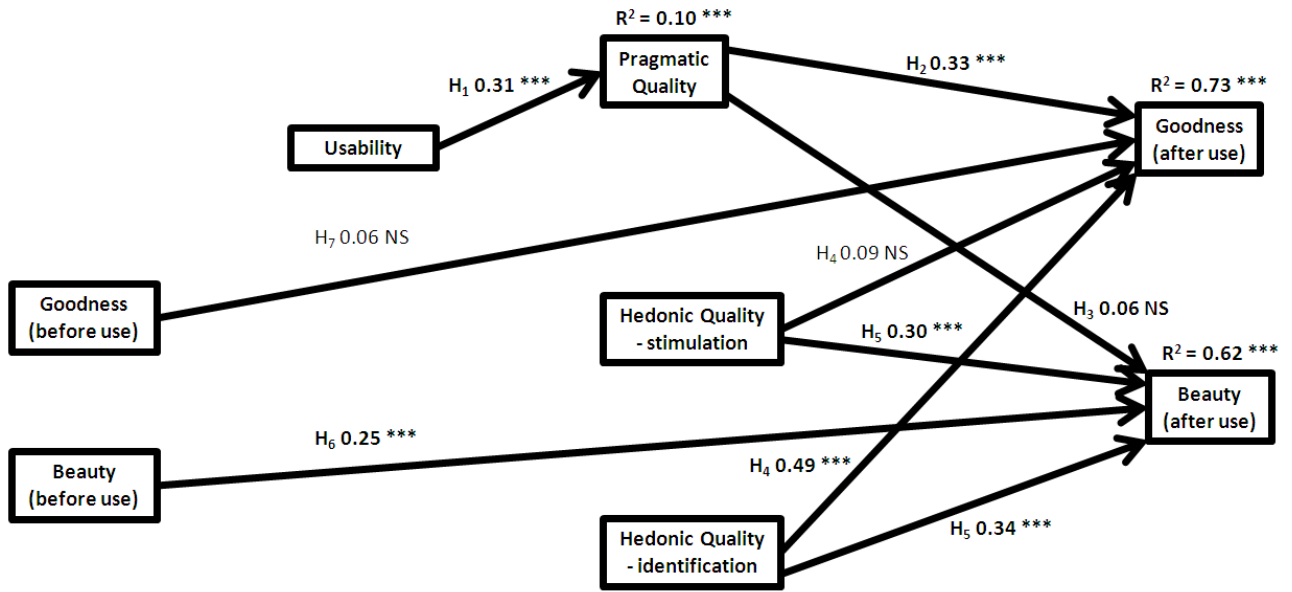 R² = 0.10 ***
Pragmatic
Quality
H₁ 0.31 ***
H₂ 0.33 ***
R² = 0.73 ***
Goodness
(after use)
Usability
H₇ 0.06 NS
H₄ 0.09 NS
Goodness
(before use)
Hedonic Quality
- stimulation
H₅ 0.30 ***
H₃ 0.06 NS
R² = 0.62 ***
Beauty
(after use)
H₆ 0.25 ***
Beauty
(before use)
H₄ 0.49 ***
Hedonic Quality
- identification
H₅ 0.34 ***